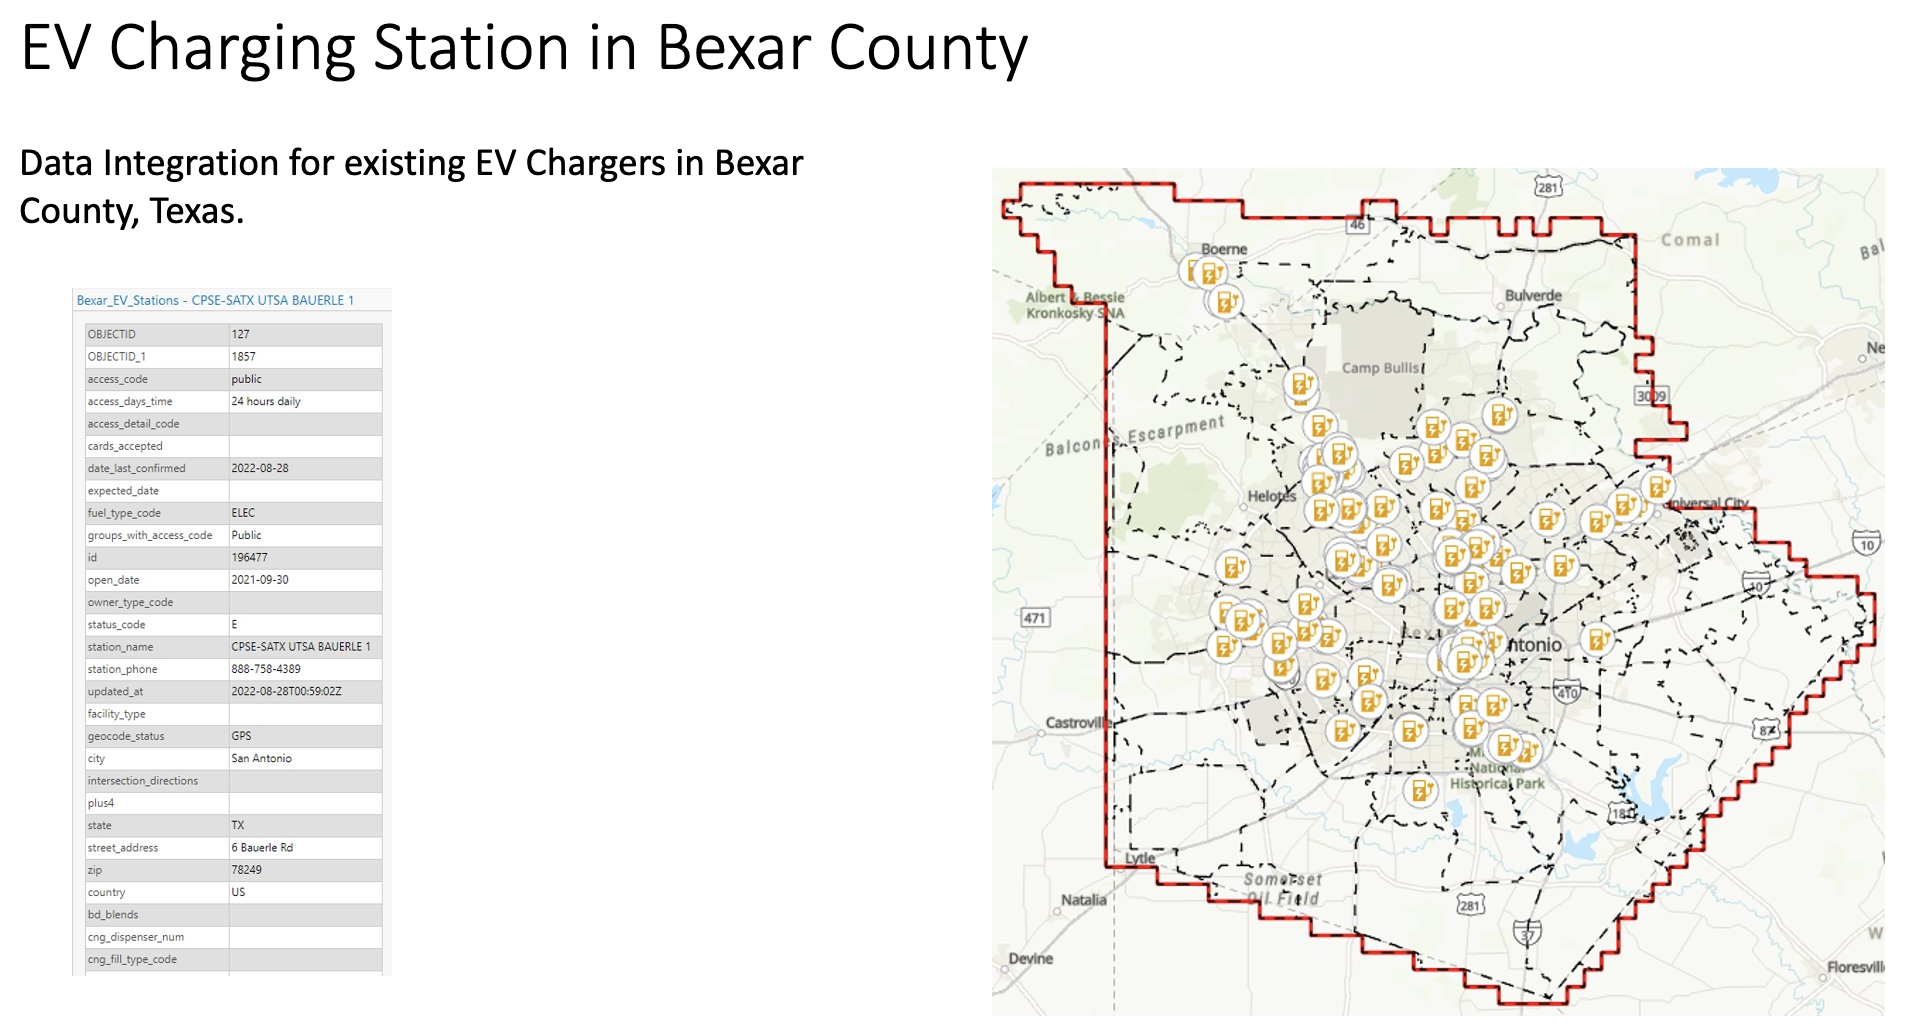 EV Charging Station in Bexar County
Data Integration for existing EV Chargers in Bexar
County, Texas.
Bexar_EV_Stations - CPSE-SATX UTSA BAUERLE 1
OBJECTID 127
OBJECTID_1 1857
access_code public
access_days_time 24 hours daily
access_detail_code
cards_accepted
date_last_confirmed 2022-08-28
expected_date
fuel_type_code ELEC
groups_with_access_code Public
id 196477
open_date 2021-09-30
owner_type_code
status_code E
station_name CPSE-SATX UTSA BAUERLE 1
station_phone 888-758-4389
updated_at 2022-08-28T00:59:02Z
facility_type
geocode_status GPS
city San Antonio
intersection_directions
plus4
state TX
street_address 6 Bauerle Rd
zip 78249
country US
bd_blends
cng_dispenser_num
cng_fill_type_code
281
46
Comal
Boerne
Albert & Bessie
Kronkosky SNA
Bulverde
Camp Bullis
3009
Balcones Escarpment
Helotes
Universal City
10
10
471
ntonio
410
Castroville
87
National
Historical Park
181
Lytle
Somerset
Oil Field
Natalia
281
37
Devine
Floresvill